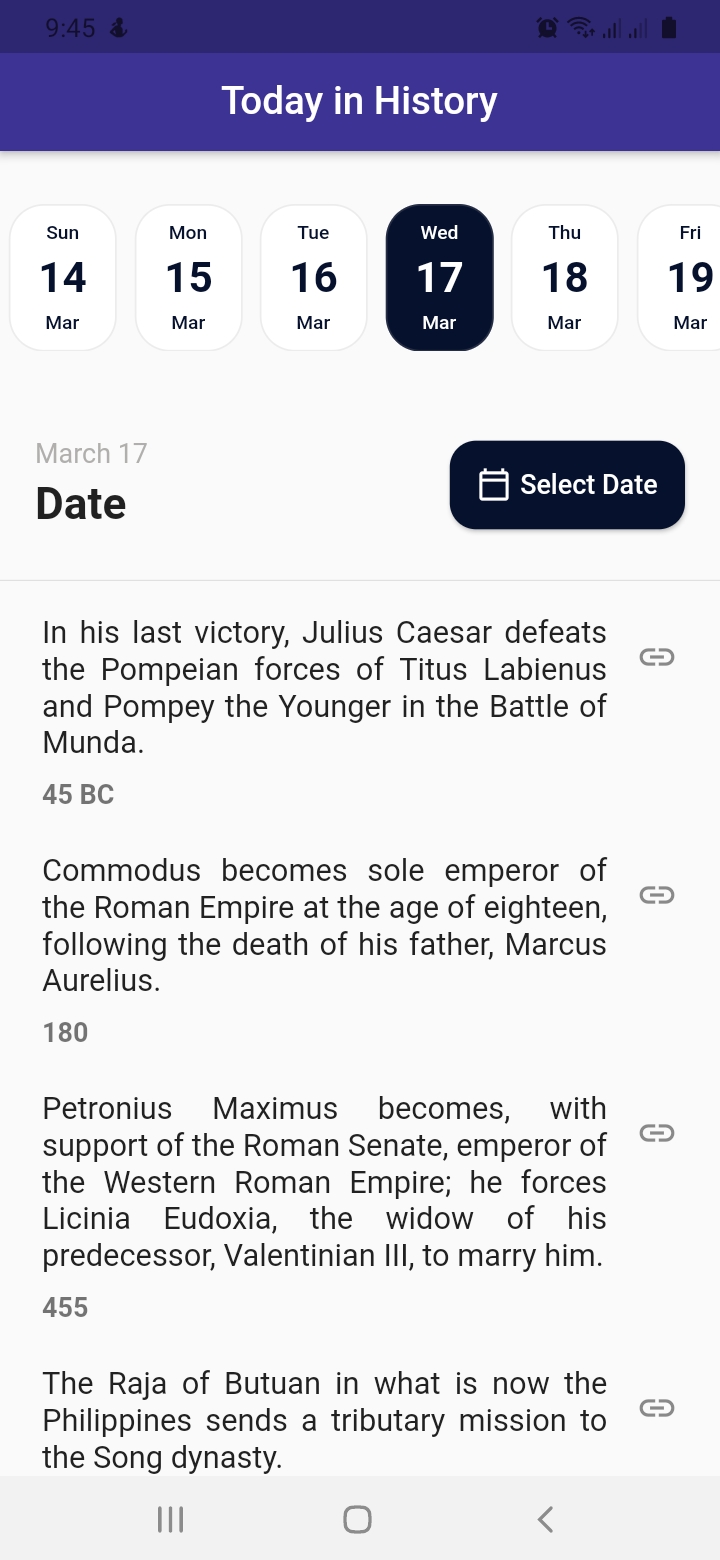 9:45
Today in History
Sun Mon Tue Wed Thu Fri
14 15 16 17 18 19
Mar Mar Mar Mar Mar Mar
March 17
Date
Select Date
In his last victory, Julius Caesar defeats
the Pompeian forces of Titus Labienus
and Pompey the Younger in the Battle of
Munda.
45 BC
Commodus becomes sole emperor of
the Roman Empire at the age of eighteen,
following the death of his father, Marcus
Aurelius.
180
Petronius Maximus becomes, with
support of the Roman Senate, emperor of
the Western Roman Empire; he forces
Licinia Eudoxia, the widow of his
predecessor, Valentinian III, to marry him.
455
The Raja of Butuan in what is now the
Philippines sends a tributary mission to
the Song dynasty.